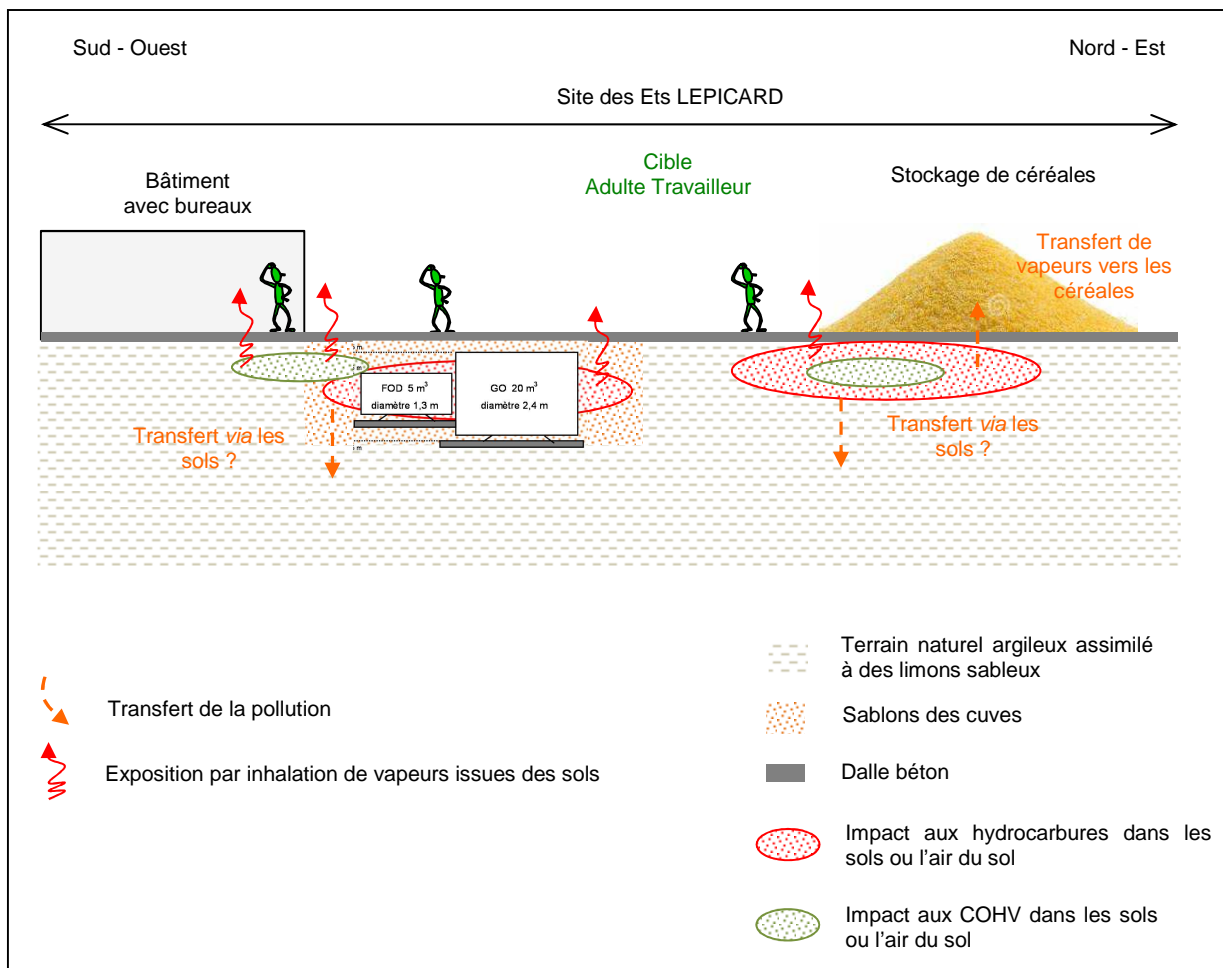 Sud - Ouest
Nord - Est
Site des Ets LEPICARD
Cible
Adulte Travailleur
Bâtiment
avec bureaux
Stockage de céréales
Transfert de
vapeurs vers les
céréales
FOD 5 m³
diamètre 1,3 m
GO 20 m³
diamètre 2,4 m
Transfert via les
sols ?
Transfert via les
sols ?
Terrain naturel argileux assimilé
à des limons sableux
Transfert de la pollution
Sablons des cuves
Exposition par inhalation de vapeurs issues des sols
Dalle béton
Impact aux hydrocarbures dans les
sols ou l'air du sol
Impact aux COHV dans les sols
ou l'air du sol